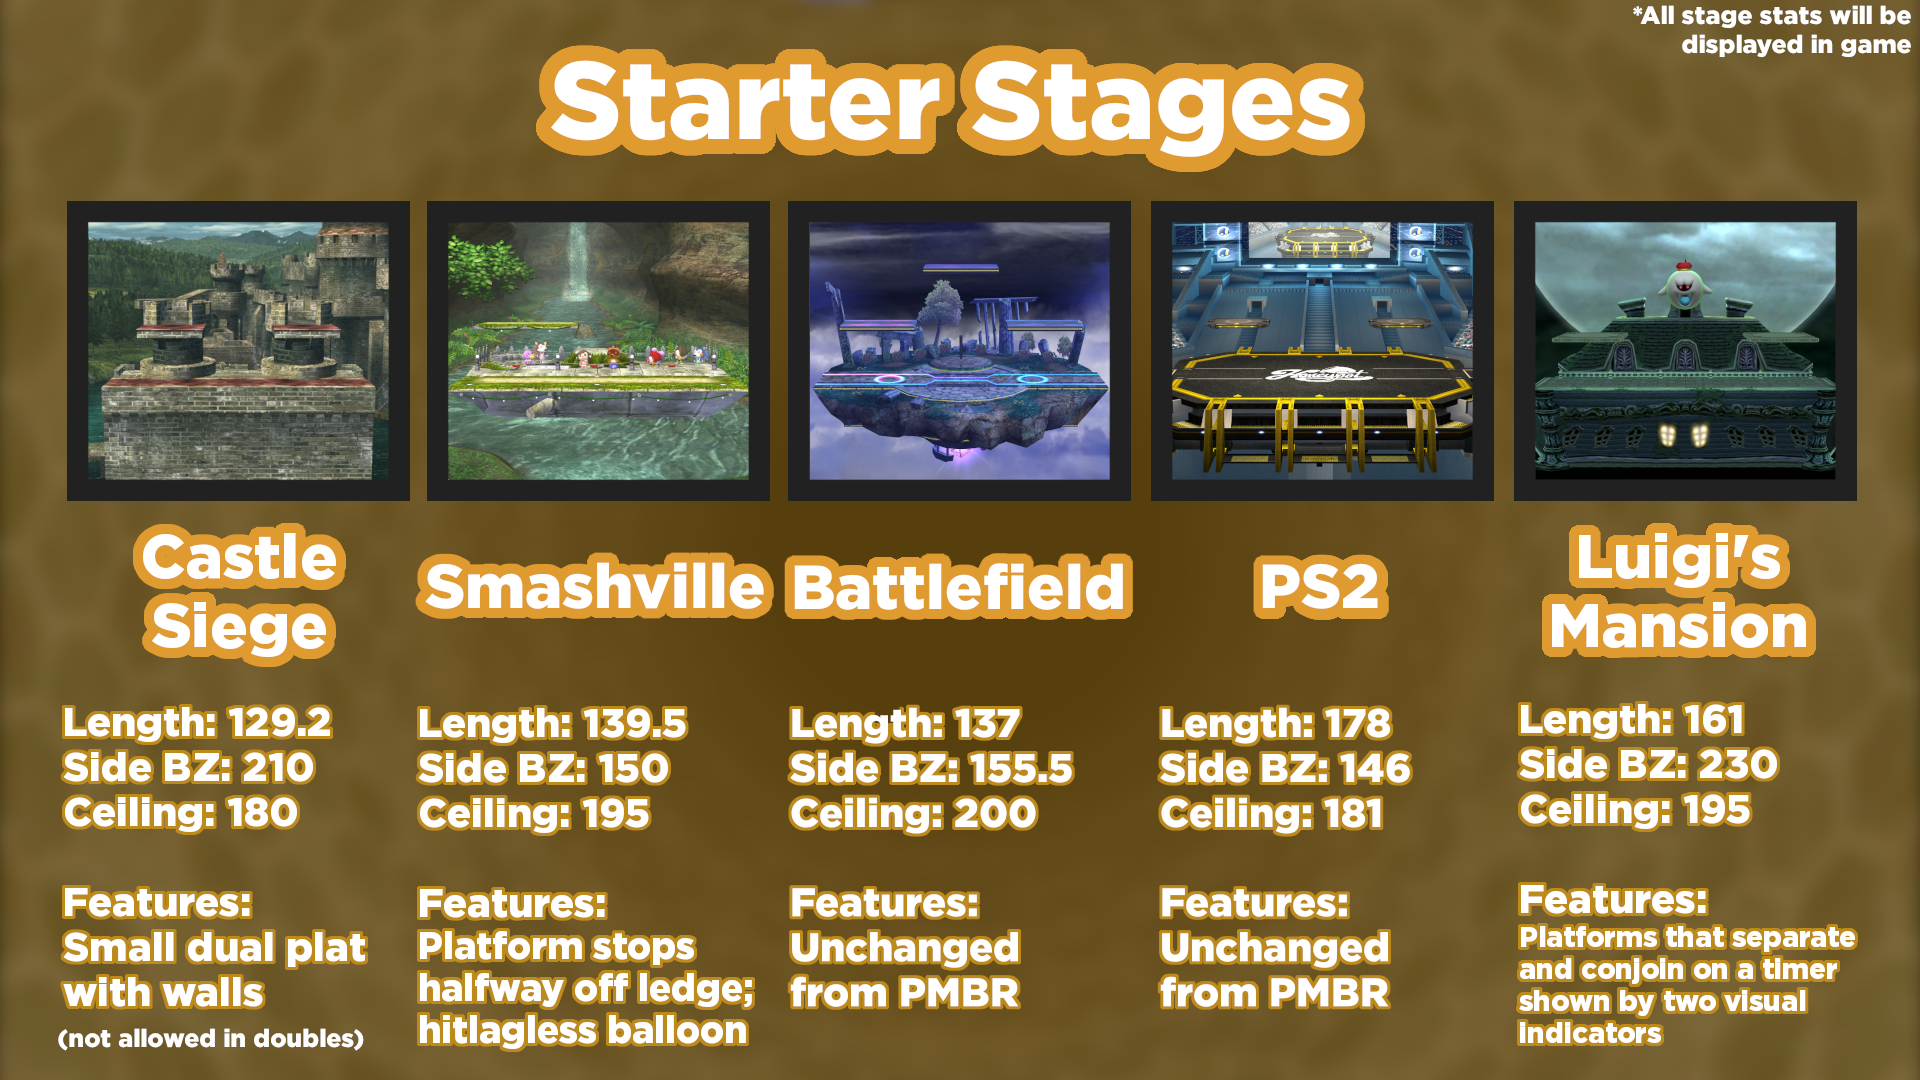 *All stage stats will be
displayed in game
Starter Stages
Honeypot
Castle
Siege
Length: 129.2
Side BZ: 210
Ceiling: 180
Features:
Small dual plat
with walls
(not allowed in doubles)
Smashville
Length: 139.5
Side BZ: 150
Ceiling: 195
Features:
Platform stops
halfway off ledge;
hitlagless balloon
Battlefield
Length: 137
Side BZ: 155.5
Ceiling: 200
Features:
Unchanged
from PMBR
PS2
Length: 178
Side BZ: 146
Ceiling: 181
Features:
Unchanged
from PMBR
Luigi's
Mansion
Length: 161
Side BZ: 230
Ceiling: 195
Features:
Platforms that separate
and conjoin on a timer
shown by two visual
indicators